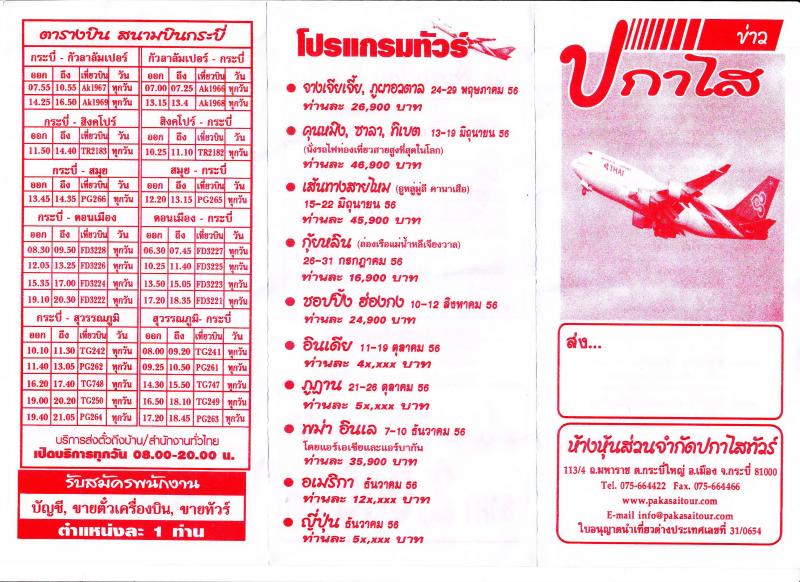 ตารางบิน สนามบินกระบี่
กระบี่ - กัวลาลัมเปอร์
ออก ถึง เที่ยวบิน วัน
07.55 10.55 Ak1967 ทุกวัน
14.25 16.50 Ak1969 ทุกวัน
กัวลาลัมเปอร์ - กระบี่
ออก ถึง เที่ยวบิน วัน
07.00 07.25 Ak1966 ทุกวัน
13.15 13.4 Ak1968 ทุกวัน
กระบี่ - สิงคโปร์
ออก ถึง เที่ยวบิน วัน
11.50 14.40 TR2183 ทุกวัน
สิงคโปร์ - กระบี่
ออก ถึง เที่ยวบิน วัน
10.25 11.10 TR2182 ทุกวัน
กระบี่ - สมุย
ออก ถึง เที่ยวบิน วัน
13.45 14.35 PG266 ทุกวัน
สมุย - กระบี่
ออก ถึง เที่ยวบิน วัน
12.20 13.15 PG265 ทุกวัน
กระบี่ - ดอนเมือง
ออก ถึง เที่ยวบิน วัน
08.30 09.50 FD3228 ทุกวัน
12.05 13.25 FD3226 ทุกวัน
15.35 17.00 FD3224 ทุกวัน
19.10 20.30 FD3222 ทุกวัน
ดอนเมือง - กระบี่
ออก ถึง เที่ยวบิน วัน
06.30 07.45 FD3227 ทุกวัน
10.25 11.40 FD3225 ทุกวัน
13.50 15.05 FD3223 ทุกวัน
17.20 18.35 FD3221 ทุกวัน
กระบี่ - สุวรรณภูมิ
ออก ถึง เที่ยวบิน วัน
10.10 11.30 TG242 ทุกวัน
11.40 13.05 PG262 ทุกวัน
16.20 17.40 TG748 ทุกวัน
19.00 20.20 TG250 ทุกวัน
19.40 21.05 PG264 ทุกวัน
สุวรรณภูมิ- กระบี่
ออก ถึง เที่ยวบิน วัน
08.00 09.20 TG241 ทุกวัน
09.25 10.50 PG261 ทุกวัน
14.30 15.50 TG747 ทุกวัน
16.50 18.10 TG249 ทุกวัน
17.20 18.45 PG263 ทุกวัน
บริการส่งตั๋วถึงบ้าน/สำนักงานทั่วไทย
เปิดบริการทุกวัน 08.00-20.00 น.
รับสมัครพนักงาน
บัญชี, ขายตั๋วเครื่องบิน, ขายทัวร์
ตำแหน่งละ 1 ท่าน
โปรแกรมทัวร์
• จางเจียเจี้ย, ภูผาอวตาล 24-29 พฤษภาคม 56
ท่านละ 26,900 บาท
• คุนหมิง, ซาลา, ทิเบต 13-19 มิถุนายน 56
(นั่งรถไฟท่องเที่ยวสายสูงที่สุดในโลก)
ท่านละ 46,900 บาท
• เส้นทางสายไหม (อูหลู่มู่ฉี คานาเสือ)
15-22 มิถุนายน 56
ท่านละ 45,900 บาท
• กุ้ยหลิน (ล่องเรือแม่น้ำหลีเจียงวาล)
26-31 กรกฎาคม 56
ท่านละ 16,900 บาท
• ชอปปิ้ง ฮ่องกง 10-12 สิงหาคม 56
ท่านละ 24,900 บาท
• อินเดีย 11-19 ตุลาคม 56
ท่านละ 4x,xxx บาท
• ภูฏาน 21-26 ตุลาคม 56
ท่านละ 5x,xxx บาท
• พม่า อินเล 7-10 ธันวาคม 56
โดยแอร์เอเชียและแอร์บากัน
ท่านละ 35,900 บาท
• อเมริกา ธันวาคม 56
ท่านละ 12x,xxx บาท
• ญี่ปุ่น ธันวาคม 56
ท่านละ 5x,xxx บาท
ข่าว
ปกาไส
THAI
ส่ง...
ห้างหุ้นส่วนจำกัดปกาไสทัวร์
113/4 ถ.มหาราช ต.กระบี่ใหญ่ อ.เมือง จ.กระบี่ 81000
Tel. 075-664422 Fax. 075-664466
www.pakasaitour.com
E-mail info@pakasaitour.com
ใบอนุญาตนำเที่ยวต่างประเทศเลขที่ 31/0654